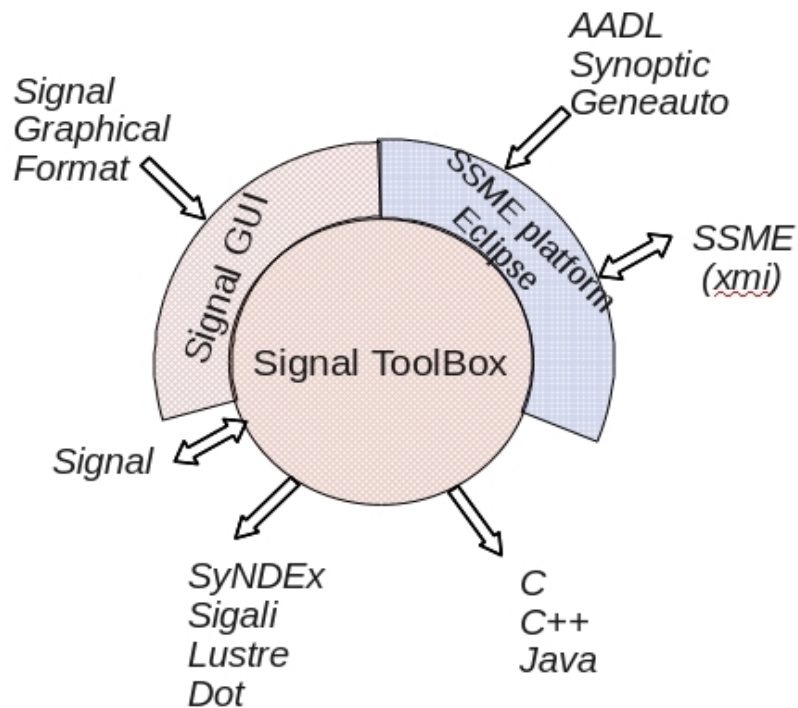 AADL
Synoptic
Geneauto
Signal
Graphical
Format
Signal GUI
SSME platform
Eclipse
SSME
(xmi)
Signal ToolBox
Signal
SyNDEx
Sigali
Lustre
Dot
C
C++
Java